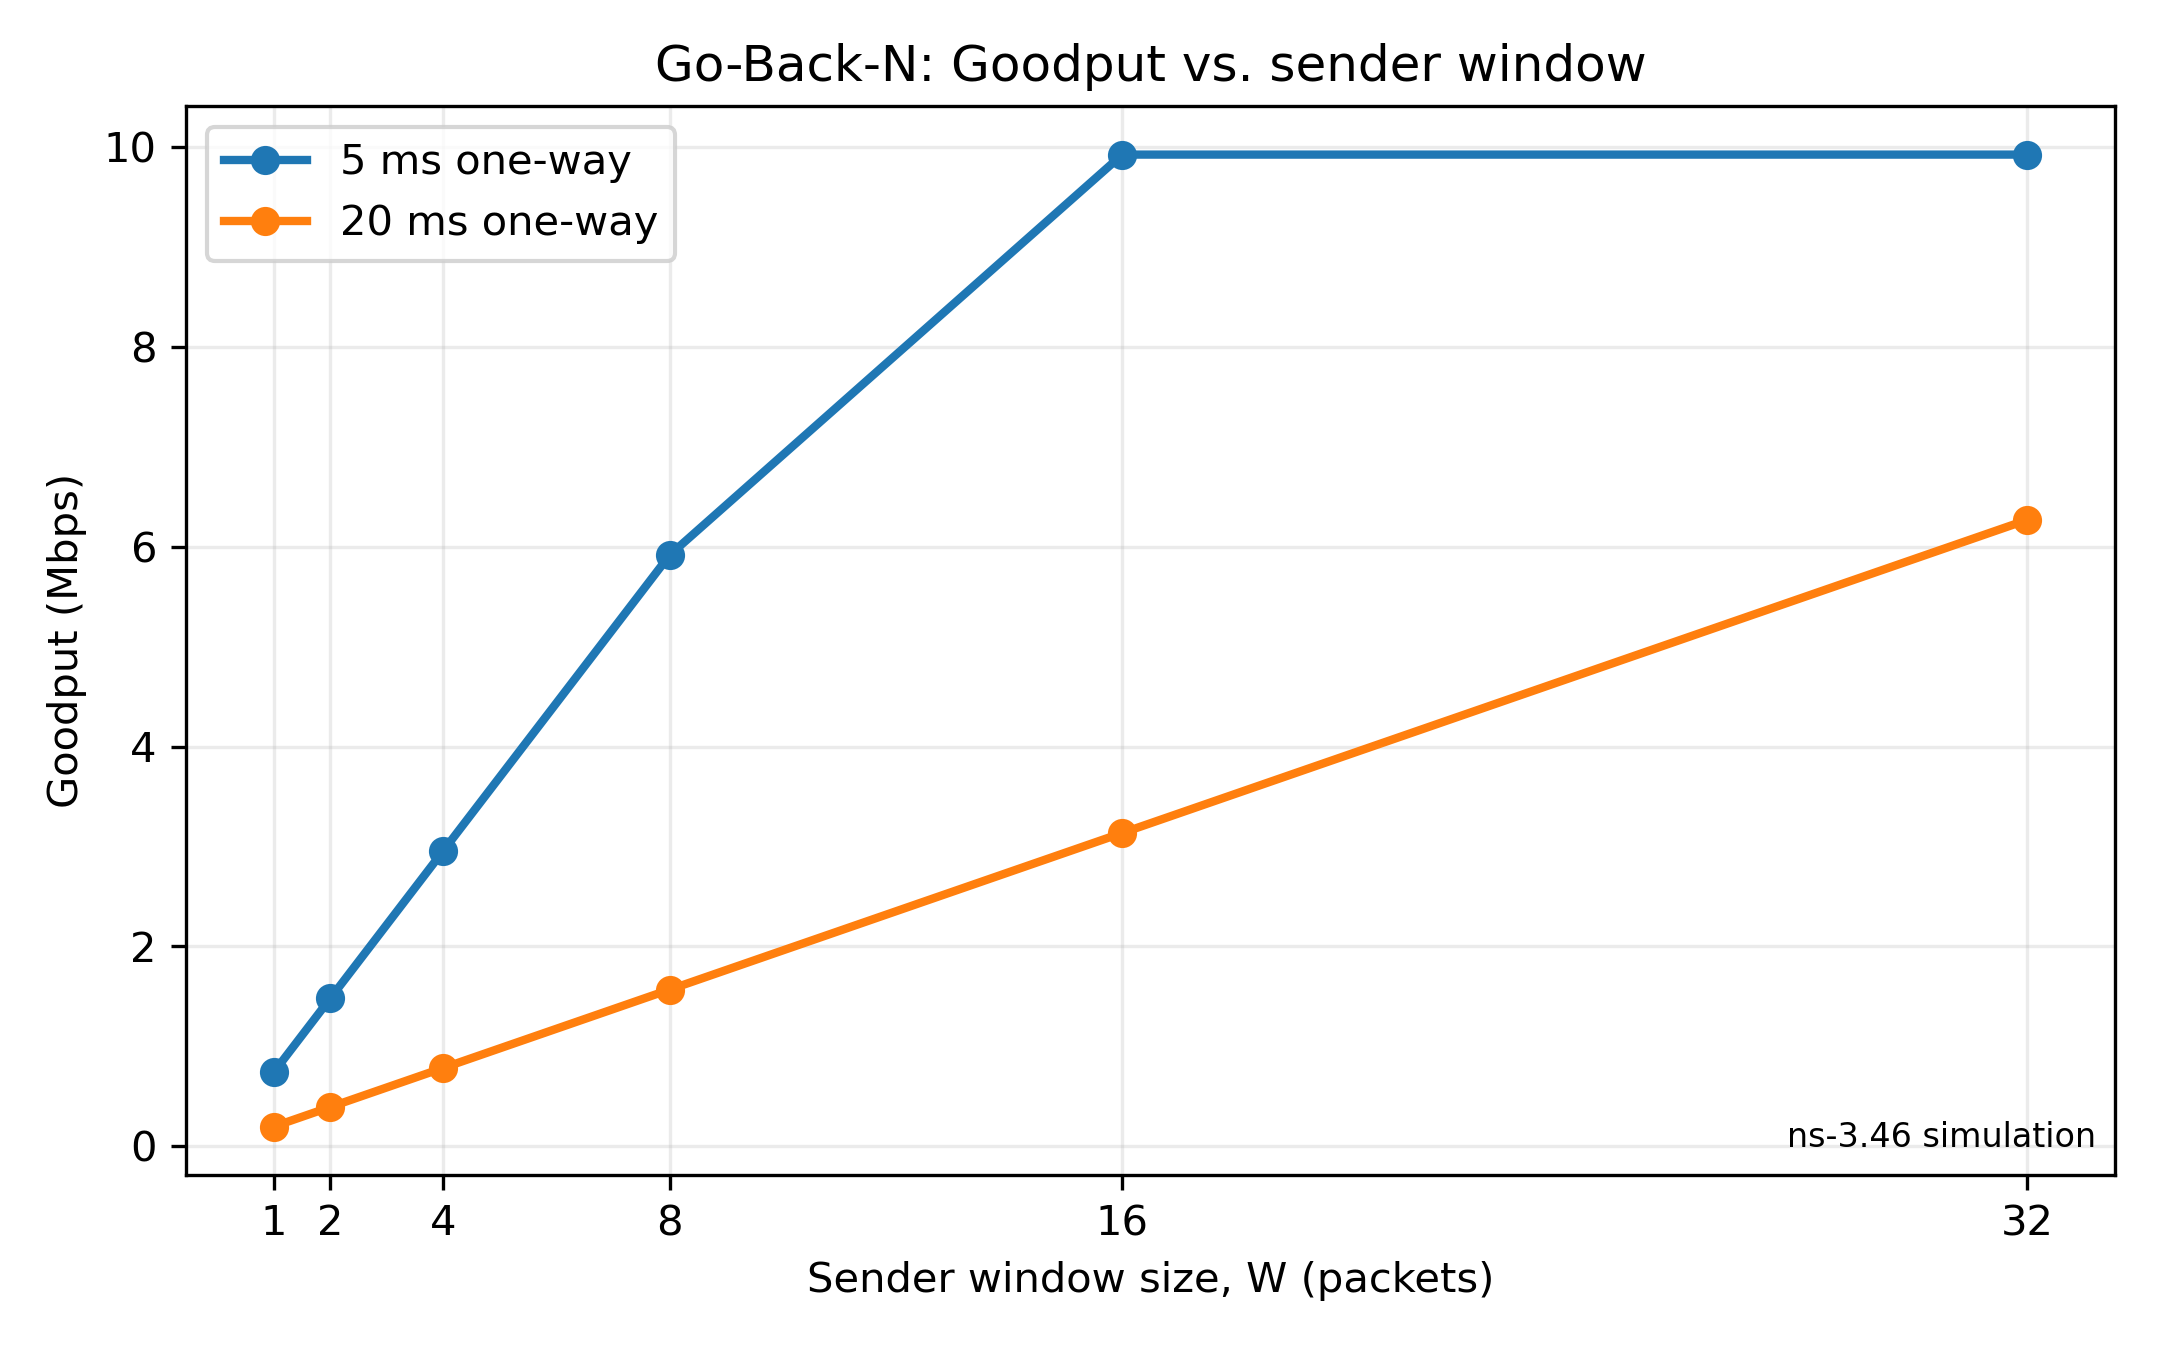 Go-Back-N: Goodput vs. sender window
5 ms one-way
20 ms one-way
Goodput (Mbps)
10
8
6
4
2
0
ns-3.46 simulation
1 2 4 8 16 32
Sender window size, W (packets)